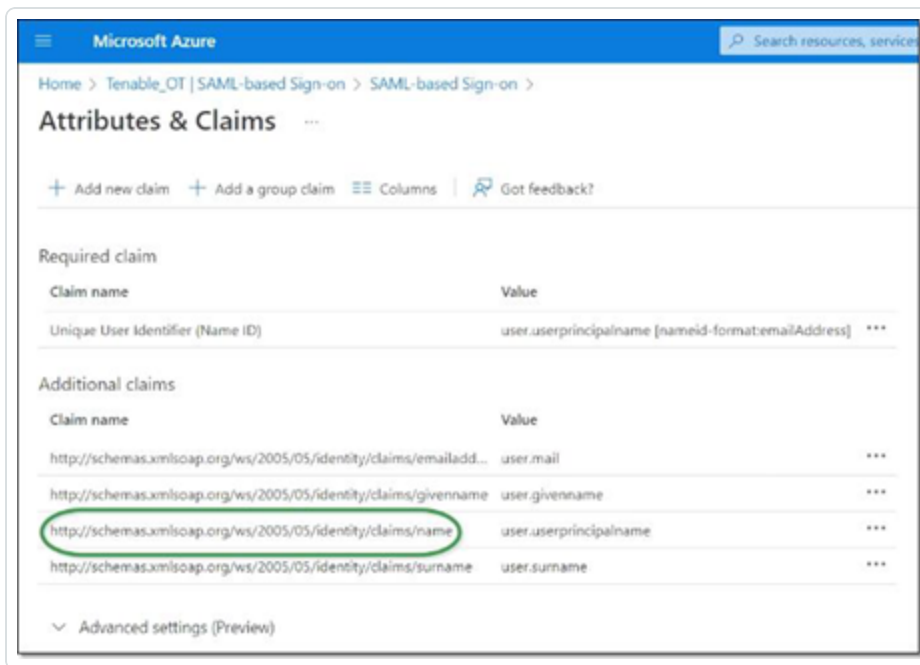 Microsoft Azure
Search resources, services
Home > Tenable_OT | SAML-based Sign-on > SAML-based Sign-on >
Attributes & Claims ...
+ Add new claim + Add a group claim Columns Got feedback?
Required claim
Claim name Value
Unique User Identifier (Name ID) user.userprincipalname [nameid-format:emailAddress] ...
Additional claims
Claim name Value
http://schemas.xmlsoap.org/ws/2005/05/identity/claims/emailadd... user.mail ...
http://schemas.xmlsoap.org/ws/2005/05/identity/claims/givenname user.givenname ...
http://schemas.xmlsoap.org/ws/2005/05/identity/claims/name user.userprincipalname ...
http://schemas.xmlsoap.org/ws/2005/05/identity/claims/surname user.surname ...
Advanced settings (Preview)